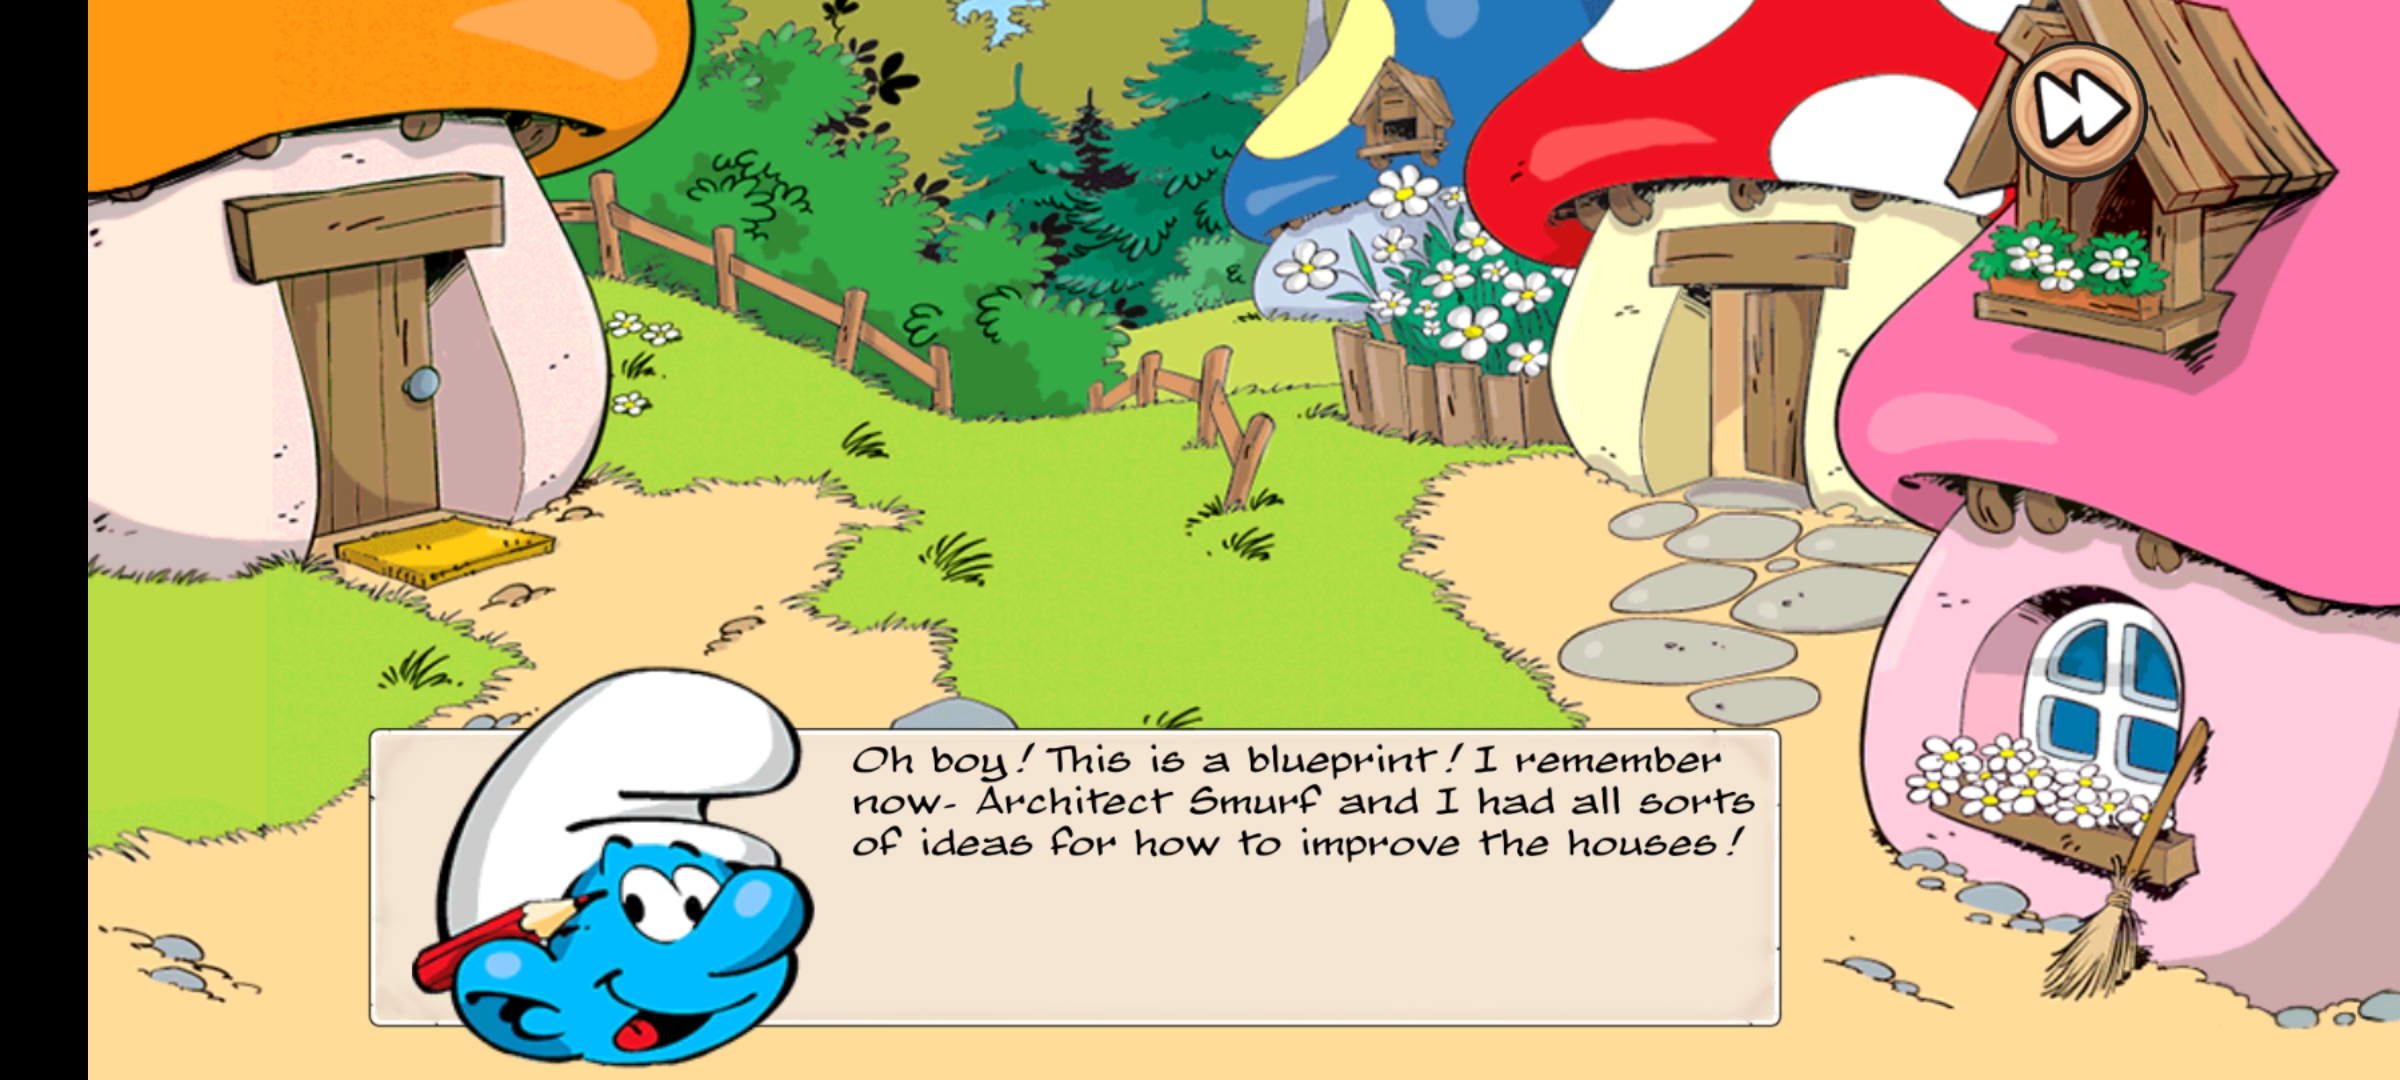 Oh boy! This is a blueprint! I remember
now- Architect Smurf and I had all sorts
of ideas for how to improve the houses!